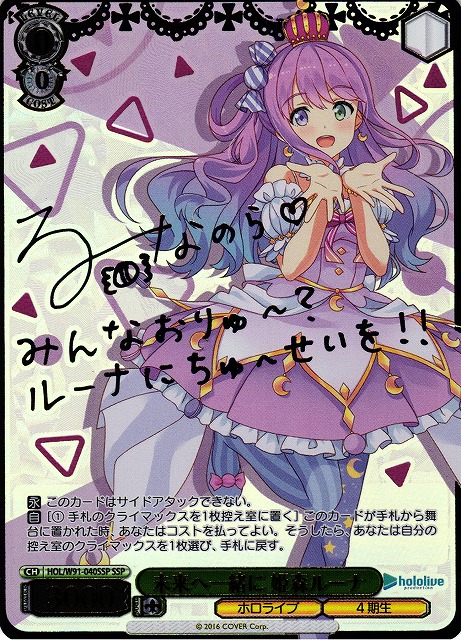 LEVEL
0
COST
るーなのら♡
みんなおりゅ〜?
ルーナにちゅ〜せいを!!
永 このカードはサイドアタックできない。
自 [① 手札のクライマックスを1枚控え室に置く] このカードが手札から舞
台に置かれた時、あなたはコストを払ってよい。そうしたら、あなたは自分の
控え室のクライマックスを1枚選び、手札に戻す。
CH HOL/W91-040SSP SSP
未来へ一緒に 姫森ルーナ
hololive
production
ホロライブ
4期生
© 2016 COVER Corp.